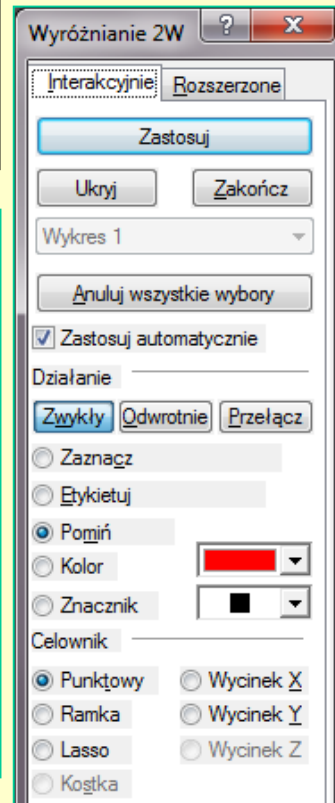 Wyróżnianie 2W ? X
Interakcyjnie Rozszerzone
Zastosuj
Ukryj Zakończ
Wykres 1
Anuluj wszystkie wybory
Zastosuj automatycznie
Działanie
Zwykły Odwrotnie Przełącz
Zaznacz
Etykietuj
Pomiń
Kolor
Znacznik
Celownik
Punktowy Wycinek X
Ramka Wycinek Y
Lasso Wycinek Z
Kostka